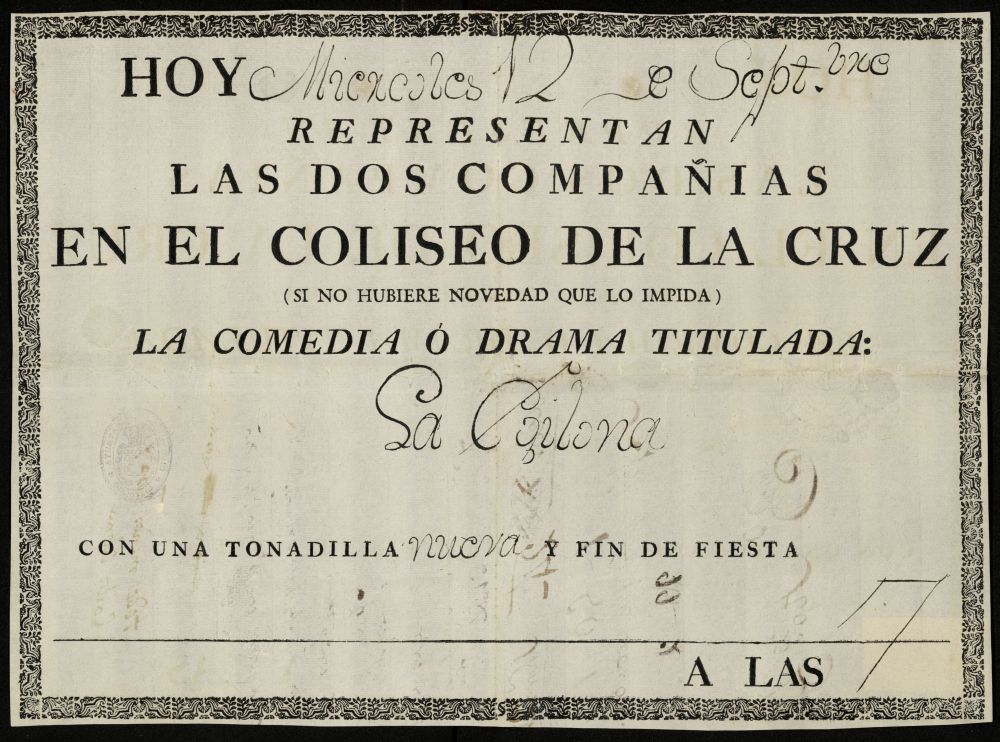 HOY Miercoles 12 de Sept.bre
REPRESENTAN
LAS DOS COMPAÑIAS
EN EL COLISEO DE LA CRUZ
(SI NO HUBIERE NOVEDAD QUE LO IMPIDA)
LA COMEDIA Ó DRAMA TITULADA:
La
CON UNA TONADILLA nueva Y FIN DE FIESTA
A LAS 7